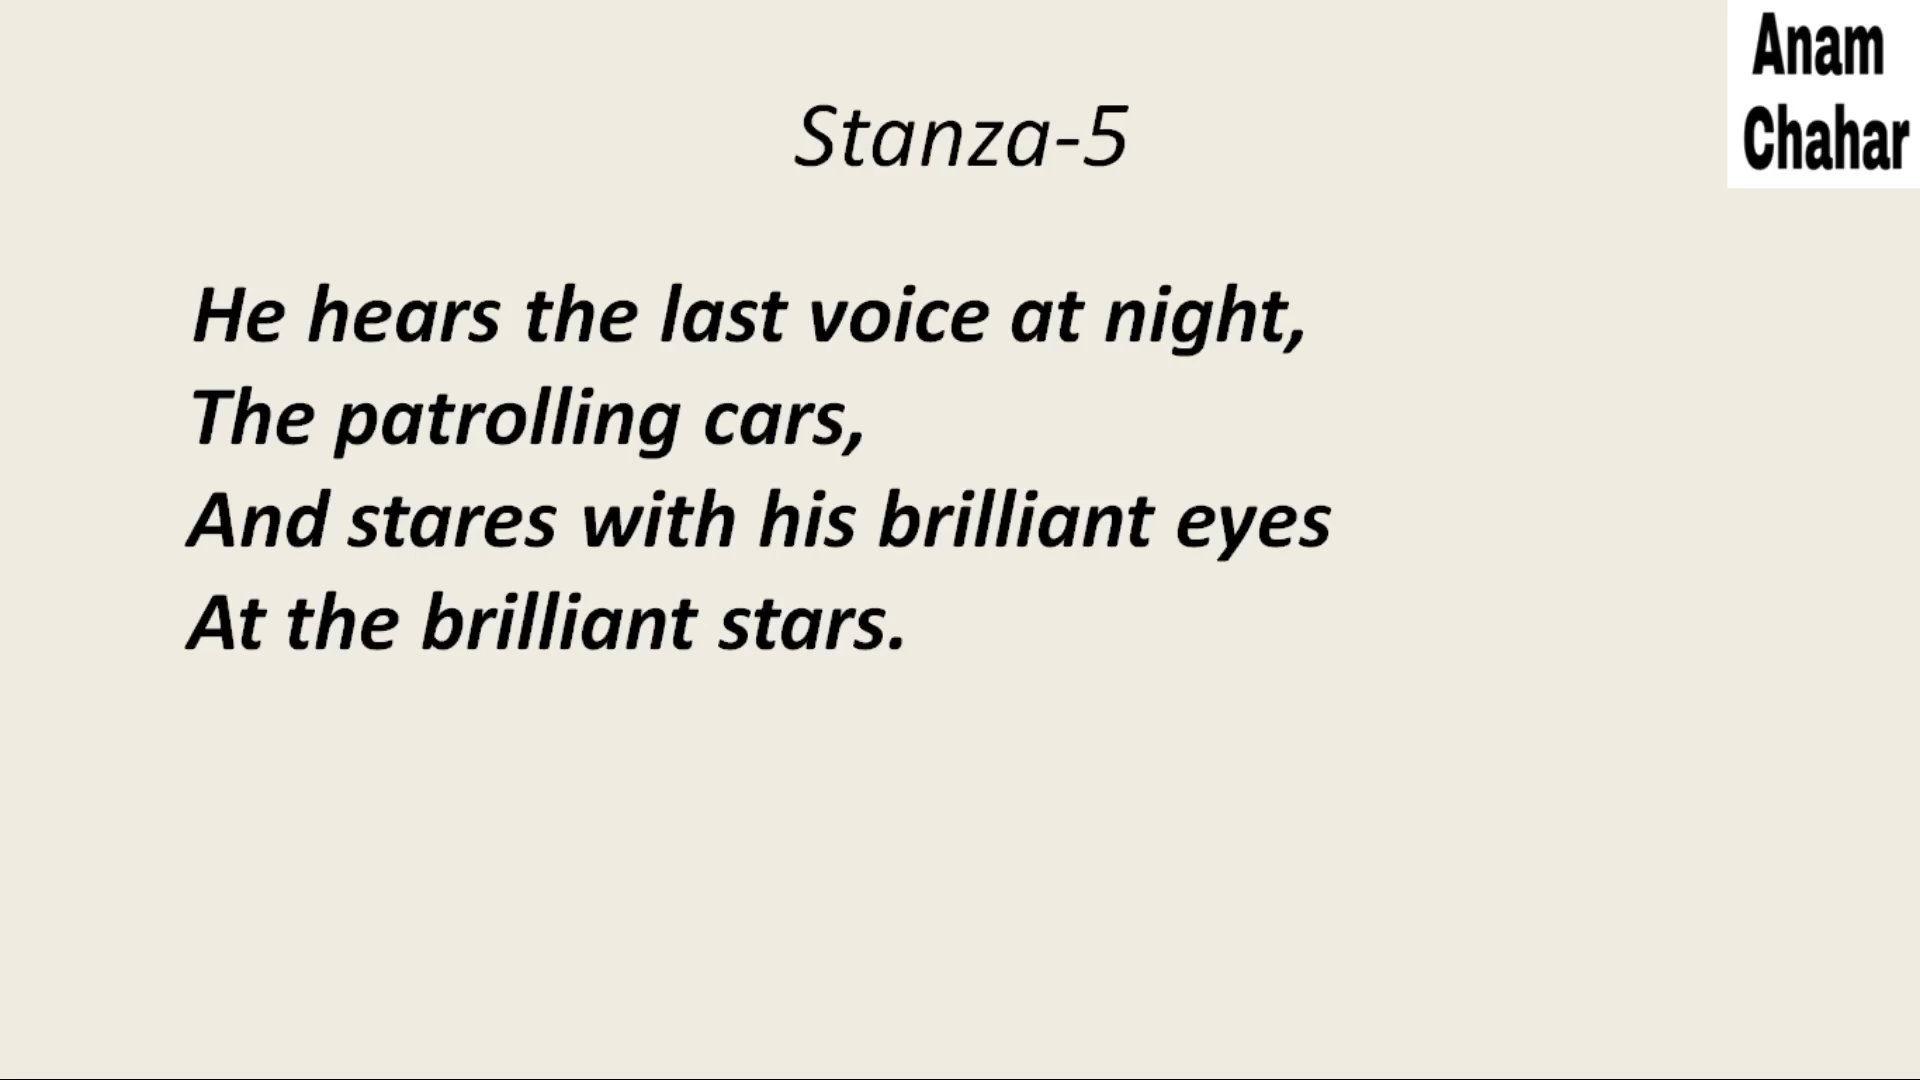 Anam
Chahar
Stanza-5
He hears the last voice at night,
The patrolling cars,
And stares with his brilliant eyes
At the brilliant stars.